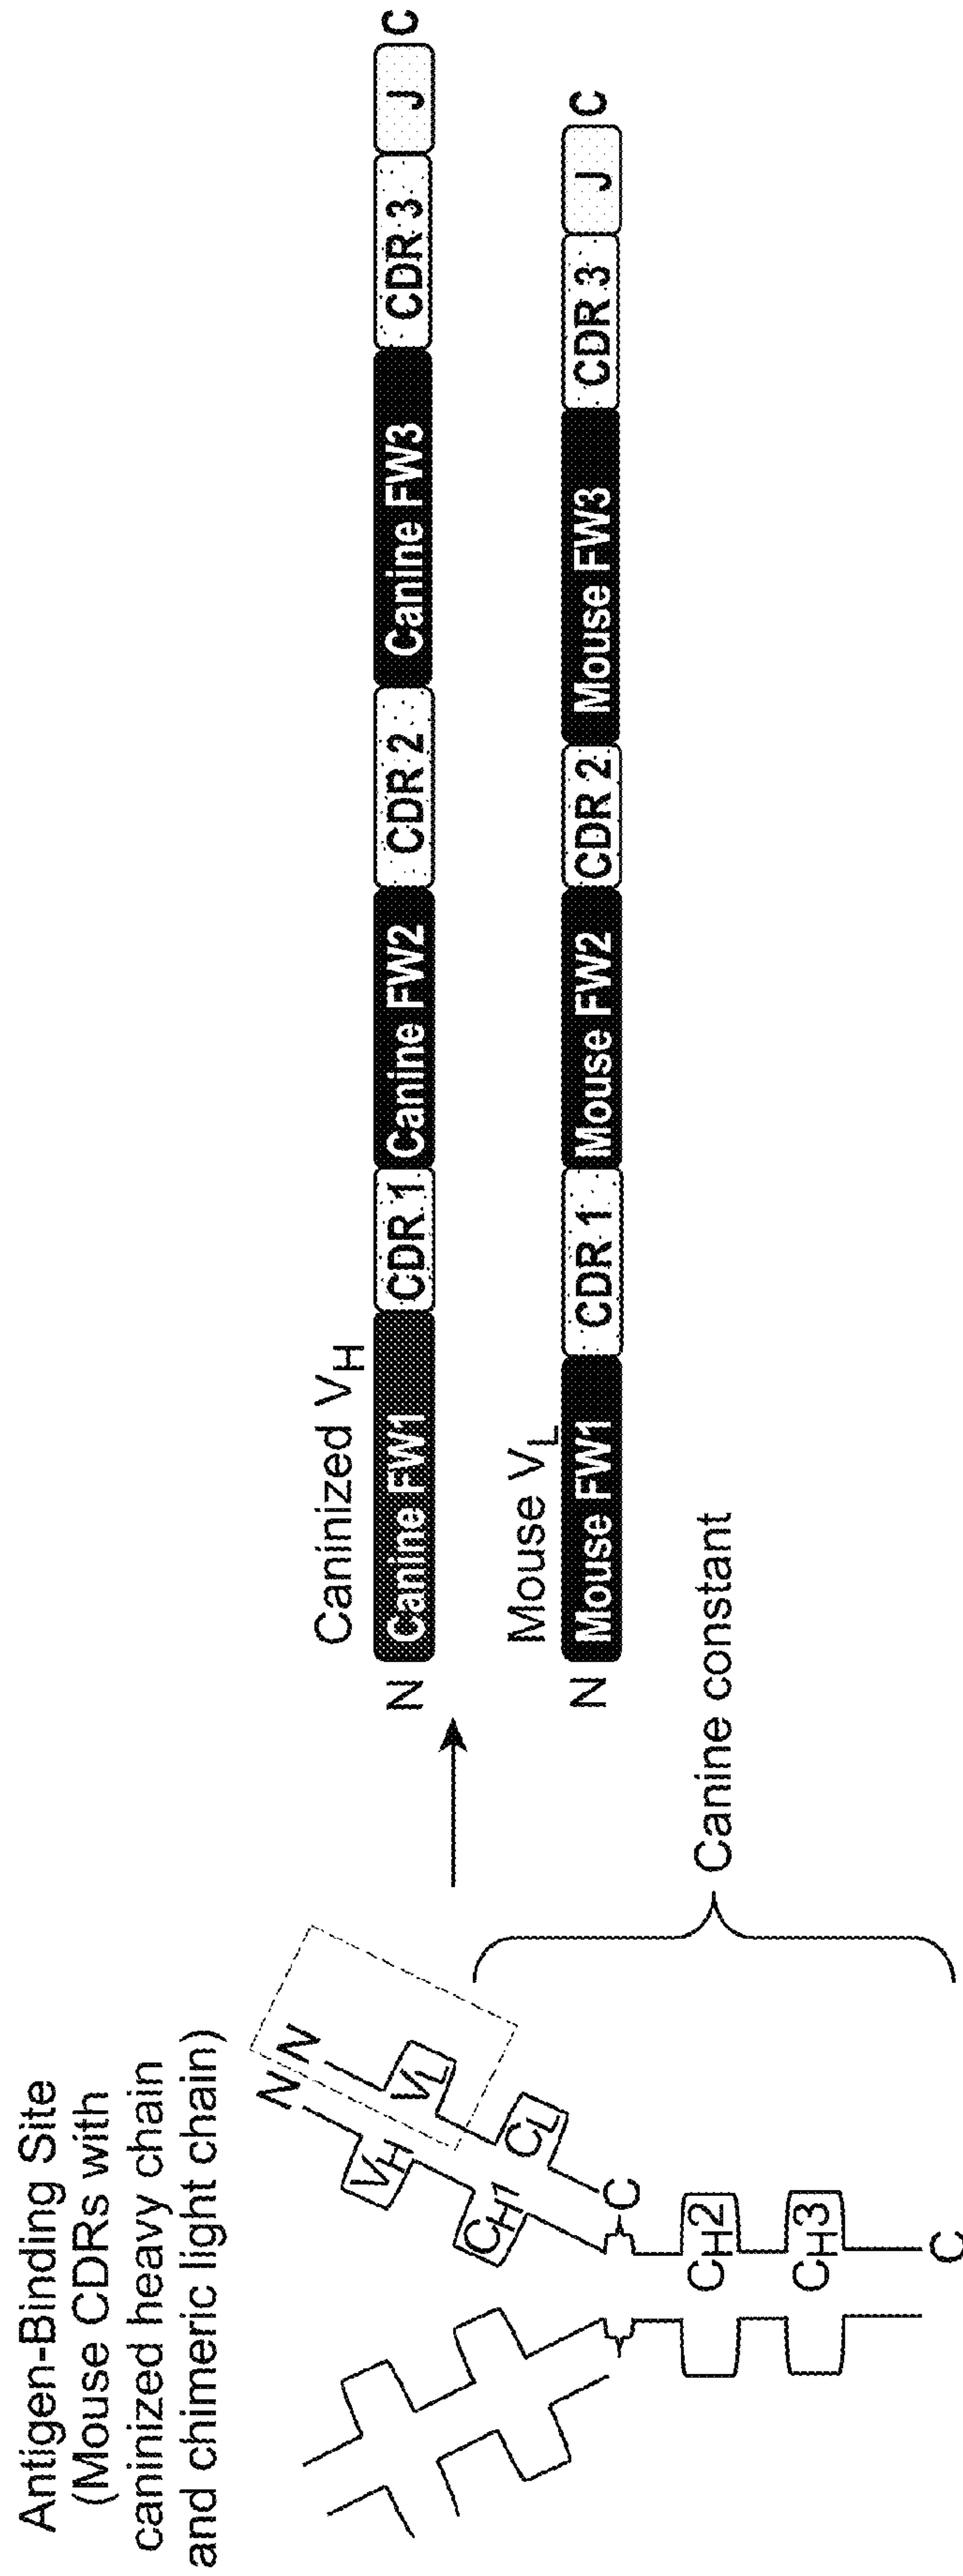 Antigen-Binding Site
(Mouse CDRs with
caninized heavy chain
and chimeric light chain)
N N
VH VL
CH1 CL
C
CH2
CH3
C
Canine constant
Caninized VH
N Canine FW1 CDR 1 Canine FW2 CDR 2 Canine FW3 CDR 3 J C
Mouse VL
N Mouse FW1 CDR 1 Mouse FW2 CDR 2 Mouse FW3 CDR 3 J C